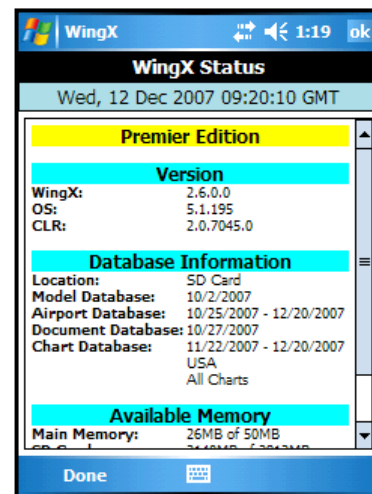 WingX 1:19 ok
WingX Status
Wed, 12 Dec 2007 09:20:10 GMT
Premier Edition
Version
WingX: 2.6.0.0
OS: 5.1.195
CLR: 2.0.7045.0
Database Information
Location: SD Card
Model Database: 10/2/2007
Airport Database: 10/25/2007 - 12/20/2007
Document Database: 10/27/2007
Chart Database: 11/22/2007 - 12/20/2007
USA
All Charts
Available Memory
Main Memory: 26MB of 50MB
Done